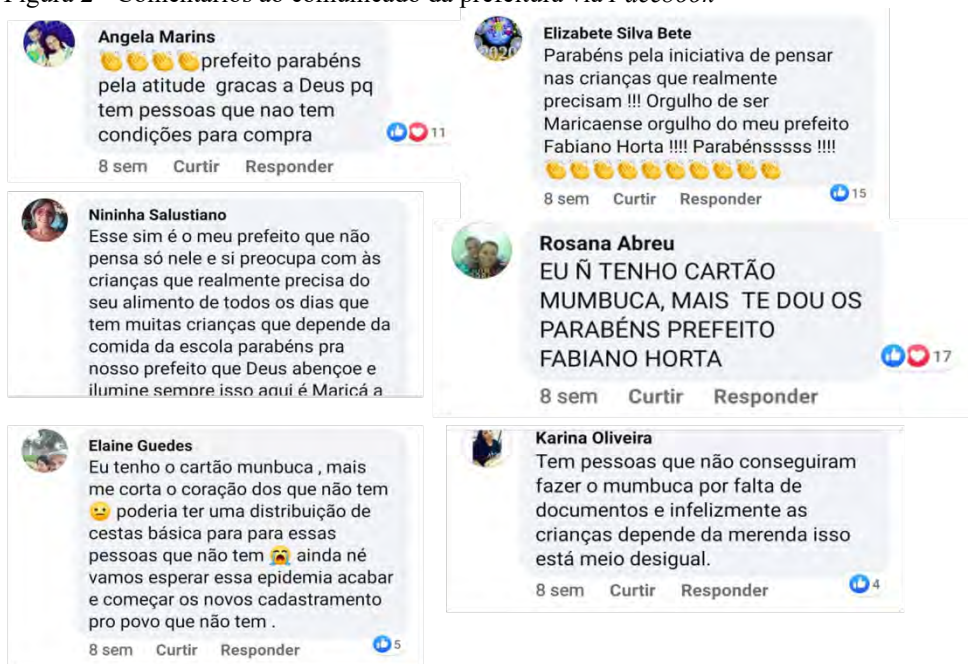 Figura 2 - Comentários ao comunicado da prefeitura via Facebook
Angela Marins
👏👏👏👏prefeito parabéns
pela atitude gracas a Deus pq
tem pessoas que nao tem
condições para compra
11
8 sem Curtir Responder
Elizabete Silva Bete
Parabéns pela iniciativa de pensar
nas crianças que realmente
precisam !!! Orgulho de ser
Maricaense orgulho do meu prefeito
Fabiano Horta !!!! Parabénsssss !!!!
👏👏👏👏👏👏👏👏👏👏
15
8 sem Curtir Responder
2020
Nininha Salustiano
Esse sim é o meu prefeito que não
pensa só nele e si preocupa com às
crianças que realmente precisa do
seu alimento de todos os dias que
tem muitas crianças que depende da
comida da escola parabéns pra
nosso prefeito que Deus abençoe e
ilumine sempre isso aqui é Maricá a
Rosana Abreu
EU Ñ TENHO CARTÃO
MUMBUCA, MAIS TE DOU OS
PARABÉNS PREFEITO
FABIANO HORTA
17
8 sem Curtir Responder
Elaine Guedes
Eu tenho o cartão munbuca , mais
me corta o coração dos que não tem
😐 poderia ter uma distribuição de
cestas básica para para essas
pessoas que não tem 😭 ainda né
vamos esperar essa epidemia acabar
e começar os novos cadastramento
pro povo que não tem .
5
8 sem Curtir Responder
Karina Oliveira
Tem pessoas que não conseguiram
fazer o mumbuca por falta de
documentos e infelizmente as
crianças depende da merenda isso
está meio desigual.
4
8 sem Curtir Responder